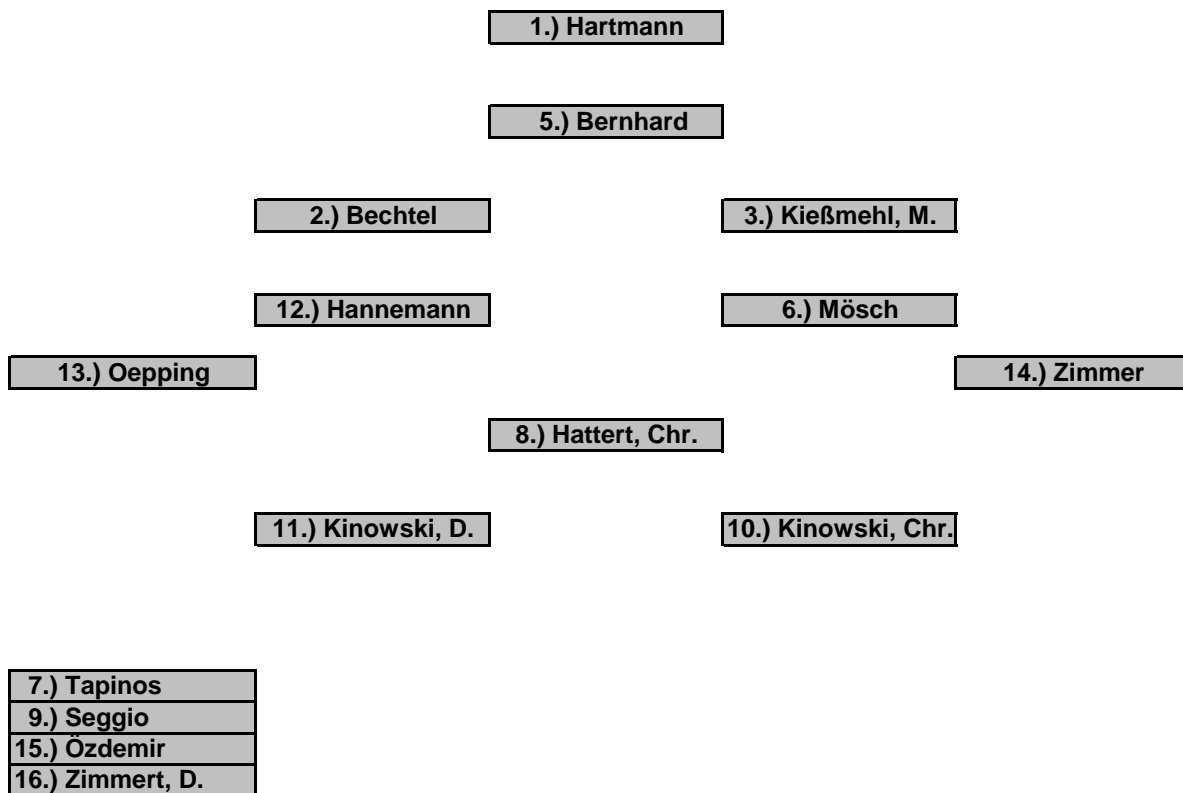 1.) Hartmann
5.) Bernhard
2.) Bechtel
3.) Kießmehl, M.
12.) Hannemann
6.) Mösch
13.) Oepping
14.) Zimmer
8.) Hattert, Chr.
11.) Kinowski, D.
10.) Kinowski, Chr.
7.) Tapinos
9.) Seggio
15.) Özdemir
16.) Zimmert, D.